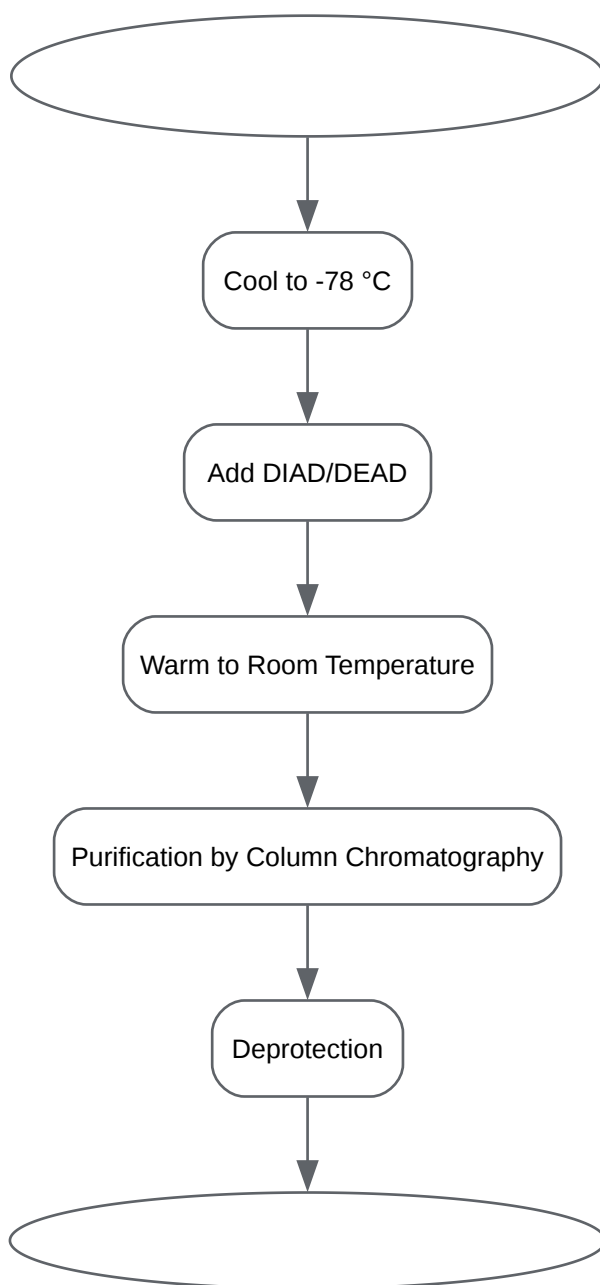 Cool to -78 °C
Add DIAD/DEAD
Warm to Room Temperature
Purification by Column Chromatography
Deprotection